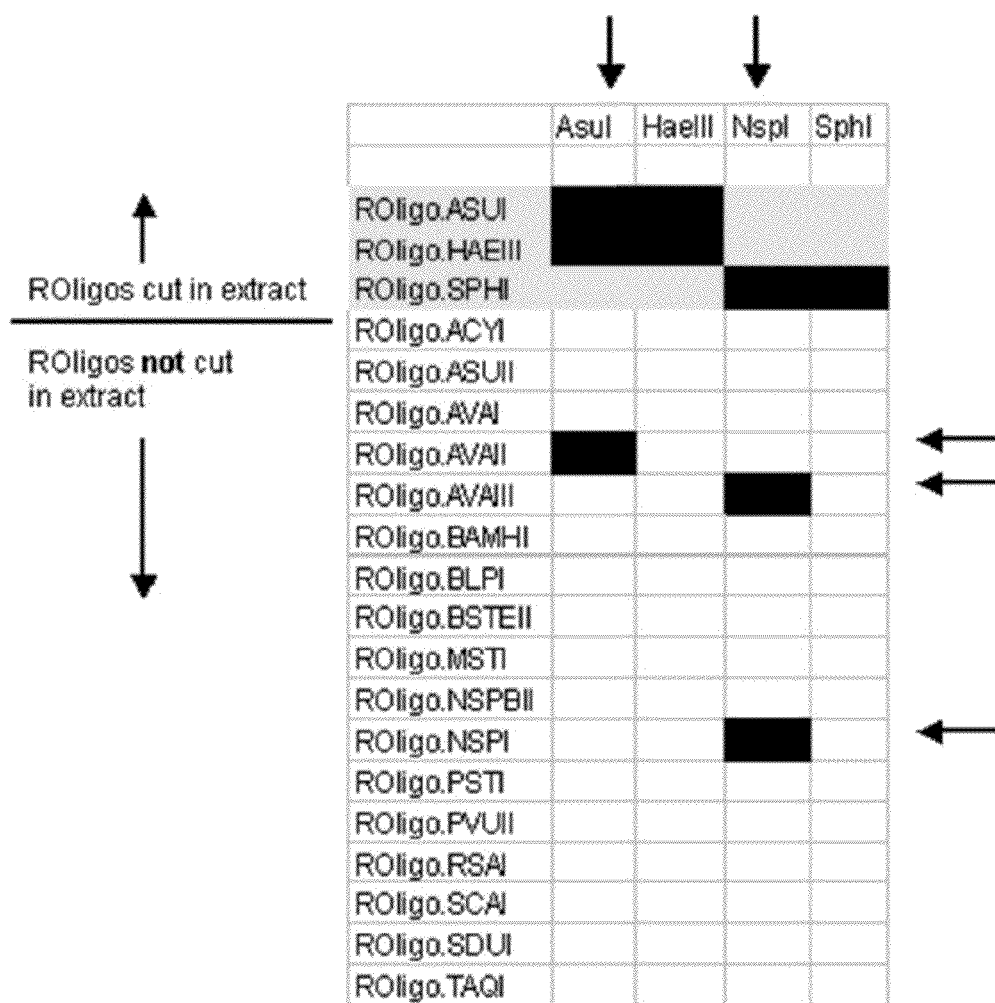 AsuI HaeIII NspI SphI
ROligo.ASUI
ROligo.HAEIII
ROligos cut in extract
ROligo.SPHI
ROligo.ACYI
ROligos not cut
in extract
ROligo.ASUII
ROligo.AVAI
ROligo.AVAII
ROligo.AVAIII
ROligo.BAMHI
ROligo.BLPI
ROligo.BSTEII
ROligo.MSTI
ROligo.NSPBII
ROligo.NSPI
ROligo.PSTI
ROligo.PVUII
ROligo.RSAI
ROligo.SCAI
ROligo.SDUI
ROligo.TAQI